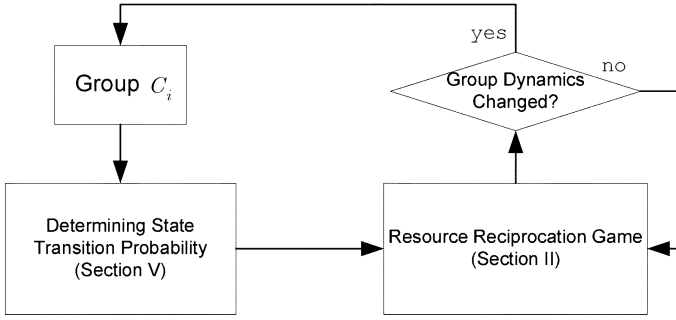 yes
Group C_i
Group Dynamics
Changed?
no
Determining State
Transition Probability
(Section V)
Resource Reciprocation Game
(Section II)